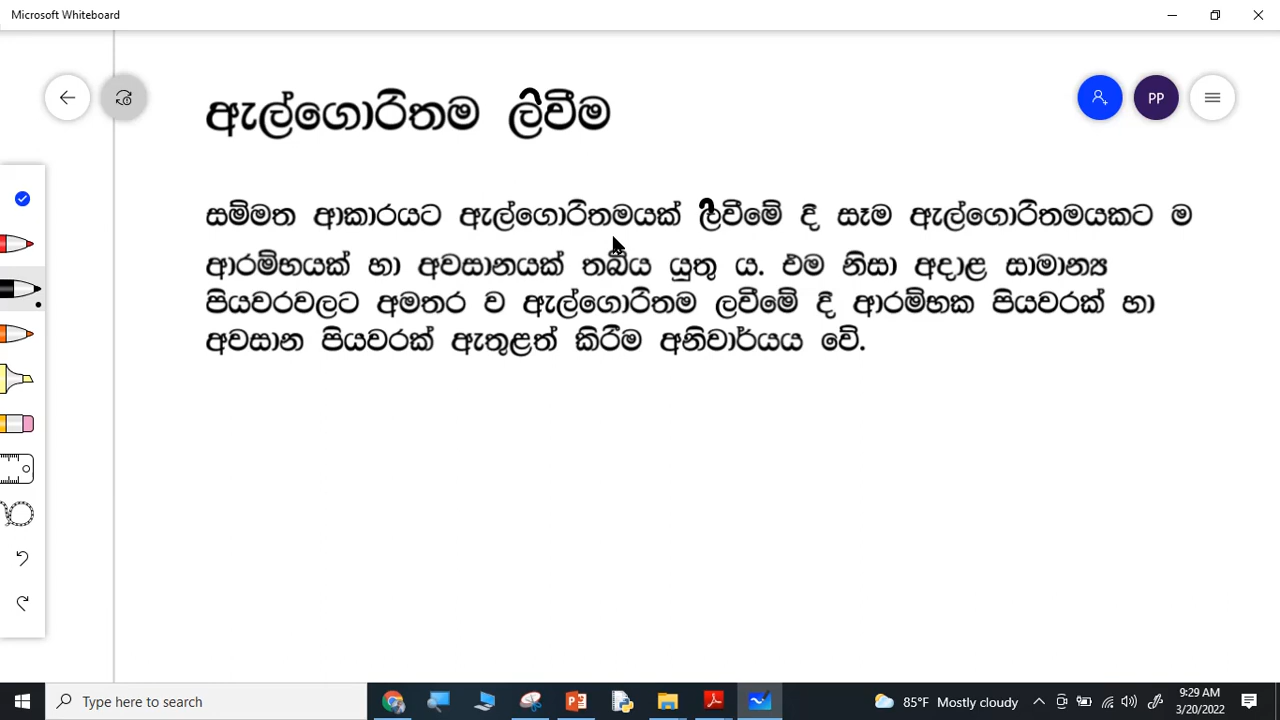 Microsoft Whiteboard
PP
ඇල්ගොරිතම ලිවීම
සම්මත ආකාරයට ඇල්ගොරිතමයක් ලිවීමේ දී සෑම ඇල්ගොරිතමයකට ම
ආරම්භයක් හා අවසානයක් තබිය යුතු ය. එම නිසා අදාළ සාමාන්‍ය
පියවරවලට අමතර ව ඇල්ගොරිතම ලවීමේ දී ආරම්භක පියවරක් හා
අවසාන පියවරක් ඇතුළත් කිරීම අනිවාර්යය වේ.
Type here to search
85°F Mostly cloudy
9:29 AM
3/20/2022